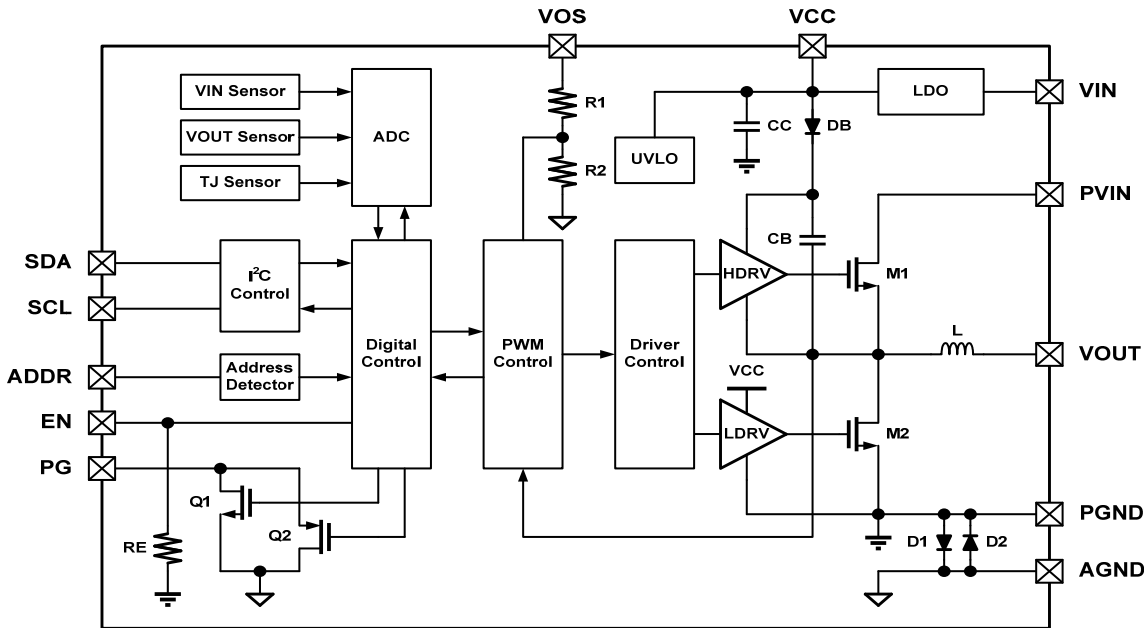 VOS
VCC
VIN Sensor
VOUT Sensor
TJ Sensor
ADC
R1
R2
UVLO
CC
DB
LDO
VIN
PVIN
SDA
SCL
I²C
Control
ADDR
Address
Detector
EN
PG
Digital
Control
PWM
Control
Driver
Control
HDRV
CB
M1
L
VOUT
VCC
LDRV
M2
Q1
Q2
RE
PGND
D1
D2
AGND